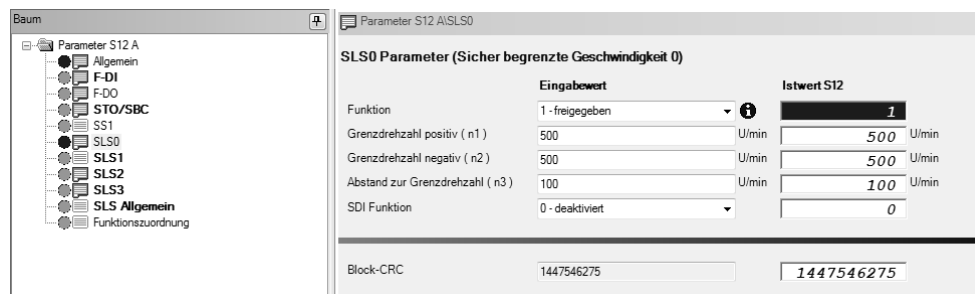 Baum
Parameter S12 A
Allgemein
F-DI
F-DO
STO/SBC
SS1
SLS0
SLS1
SLS2
SLS3
SLS Allgemein
Funktionszuordnung
Parameter S12 A\SLS0
SLS0 Parameter (Sicher begrenzte Geschwindigkeit 0)
Eingabewert Istwert S12
Funktion 1 - freigegeben 1
Grenzdrehzahl positiv ( n1 ) 500 U/min 500 U/min
Grenzdrehzahl negativ ( n2 ) 500 U/min 500 U/min
Abstand zur Grenzdrehzahl ( n3 ) 100 U/min 100 U/min
SDI Funktion 0 - deaktiviert 0
Block-CRC 1447546275 1447546275